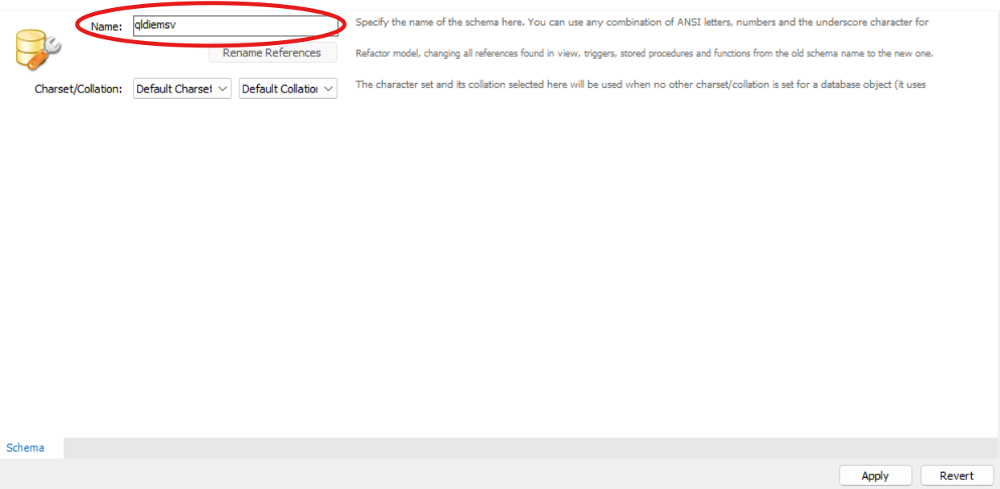 Name: qldiemsv Specify the name of the schema here. You can use any combination of ANSI letters, numbers and the underscore character for
Rename References Refactor model, changing all references found in view, triggers, stored procedures and functions from the old schema name to the new one.
Charset/Collation: Default Charset Default Collation The character set and its collation selected here will be used when no other charset/collation is set for a database object (it uses
Schema
Apply Revert